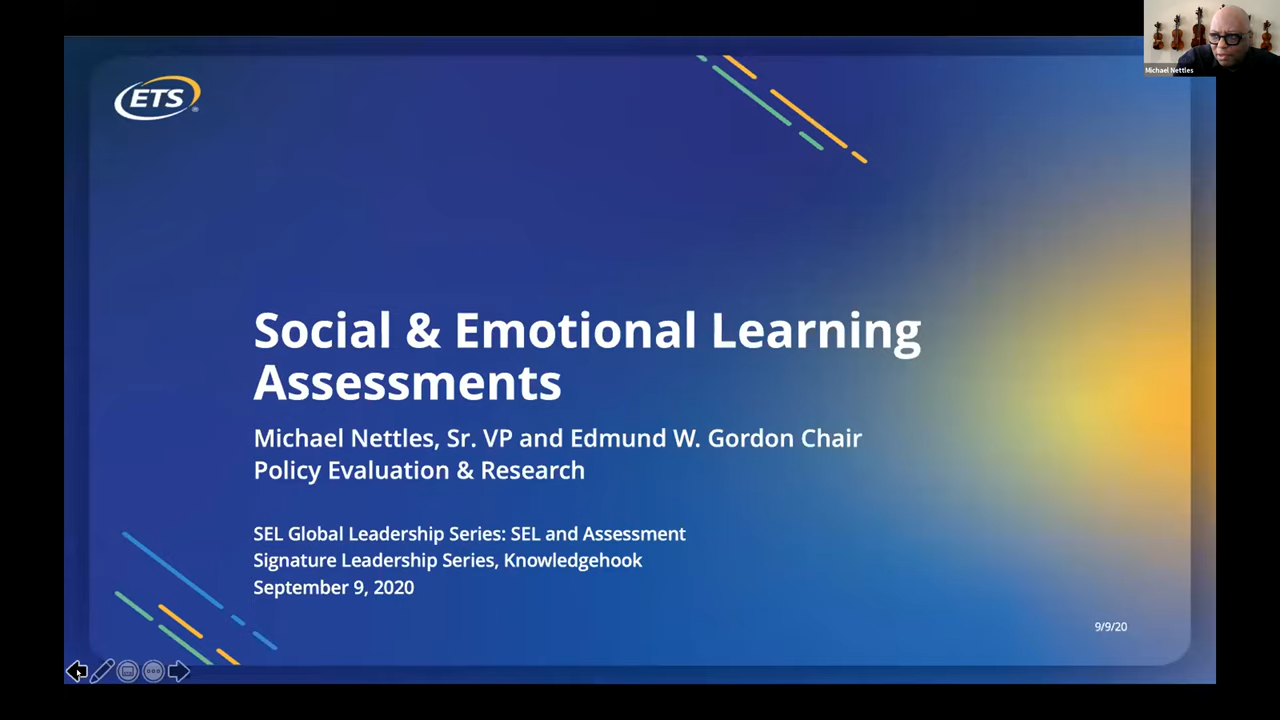 Michael Nettles
ETS
Social & Emotional Learning
Assessments
Michael Nettles, Sr. VP and Edmund W. Gordon Chair
Policy Evaluation & Research
SEL Global Leadership Series: SEL and Assessment
Signature Leadership Series, Knowledgehook
September 9, 2020
9/9/20